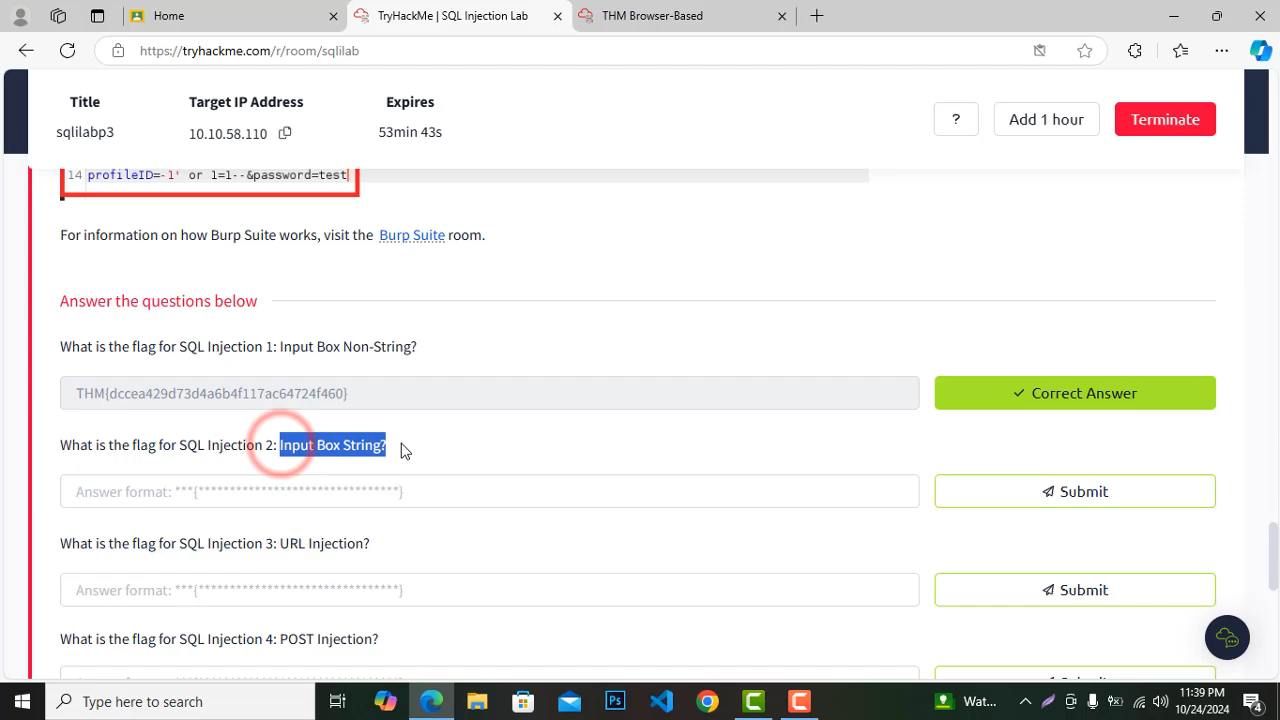 Home
TryHackMe | SQL Injection Lab
THM Browser-Based
https://tryhackme.com/r/room/sqlilab
Title
Target IP Address
Expires
sqlilabp3
10.10.58.110
53min 43s
?
Add 1 hour
Terminate
14 profileID=-1' or 1=1--&password=test
For information on how Burp Suite works, visit the Burp Suite room.
Answer the questions below
What is the flag for SQL Injection 1: Input Box Non-String?
THM{dccea429d73d4a6b4f117ac64724f460}
Correct Answer
What is the flag for SQL Injection 2: Input Box String?
Answer format: ***{********************************}
Submit
What is the flag for SQL Injection 3: URL Injection?
Answer format: ***{********************************}
Submit
What is the flag for SQL Injection 4: POST Injection?
Type here to search
Wat...
11:39 PM
10/24/2024
4